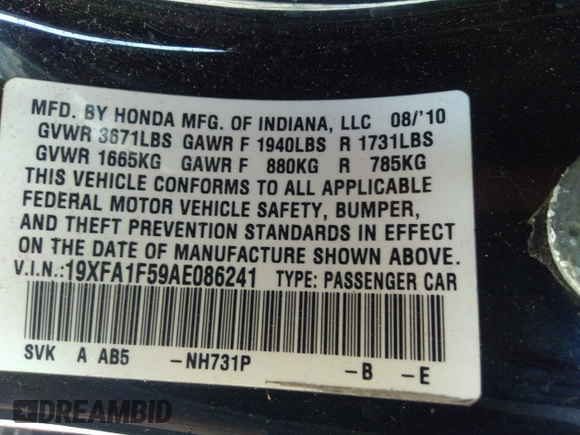 MFD. BY HONDA MFG. OF INDIANA, LLC 08/'10
GVWR 3671LBS GAWR F 1940LBS R 1731LBS
GVWR 1665KG GAWR F 880KG R 785KG
THIS VEHICLE CONFORMS TO ALL APPLICABLE
FEDERAL MOTOR VEHICLE SAFETY, BUMPER,
AND THEFT PREVENTION STANDARDS IN EFFECT
ON THE DATE OF MANUFACTURE SHOWN ABOVE.
V.I.N.:19XFA1F59AE086241 TYPE: PASSENGER CAR
SVK A AB5 -NH731P -B -E
DREAMBID